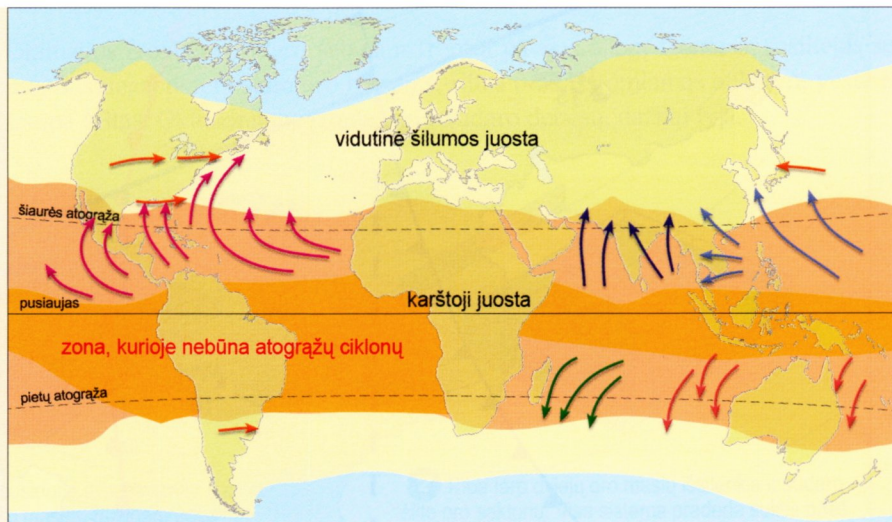 vidutinė šilumos juosta
šiaurės atogrąža
pusiaujas
karštoji juosta
zona, kurioje nebūna atogrąžų ciklonų
pietų atogrąža